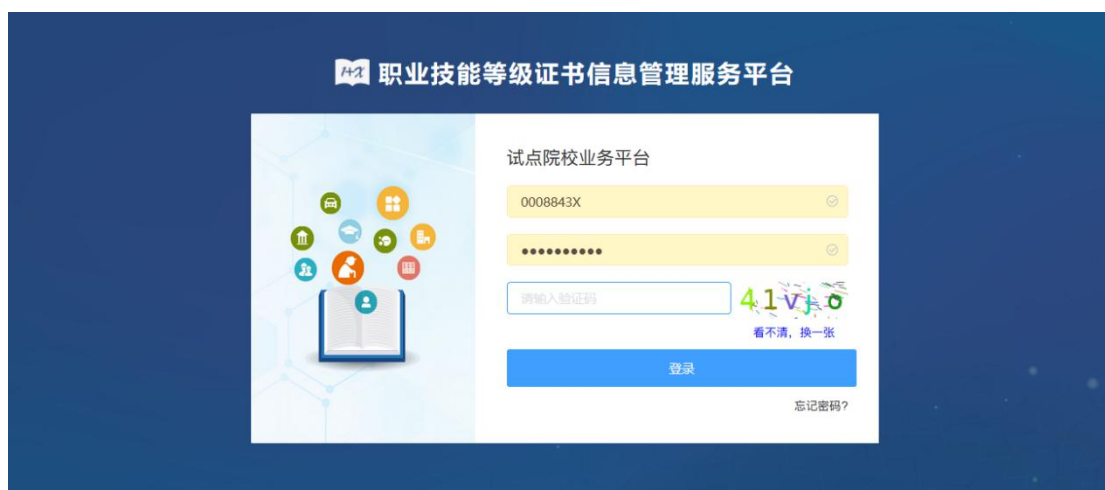 1+X 职业技能等级证书信息管理服务平台
试点院校业务平台
0008843X
••••••••••
请输入验证码 41vjo
看不清，换一张
登录
忘记密码?